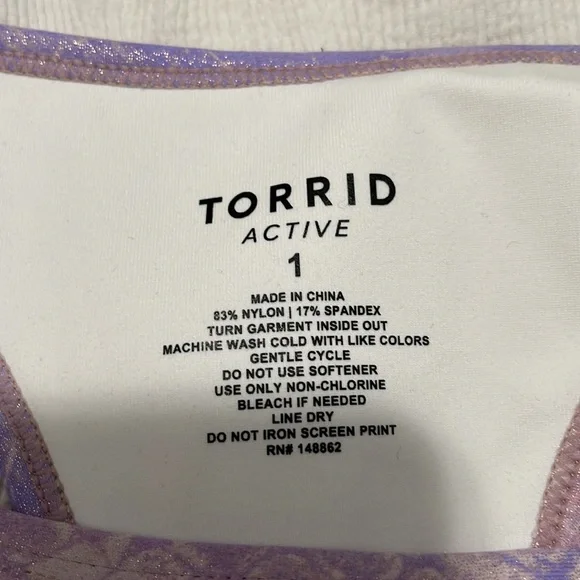 TORRID
ACTIVE
1
MADE IN CHINA
83% NYLON | 17% SPANDEX
TURN GARMENT INSIDE OUT
MACHINE WASH COLD WITH LIKE COLORS
GENTLE CYCLE
DO NOT USE SOFTENER
USE ONLY NON-CHLORINE
BLEACH IF NEEDED
LINE DRY
DO NOT IRON SCREEN PRINT
RN# 148862